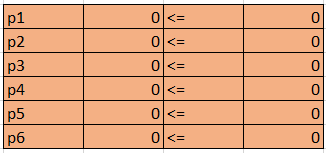 p1 0 <= 0
p2 0 <= 0
p3 0 <= 0
p4 0 <= 0
p5 0 <= 0
p6 0 <= 0